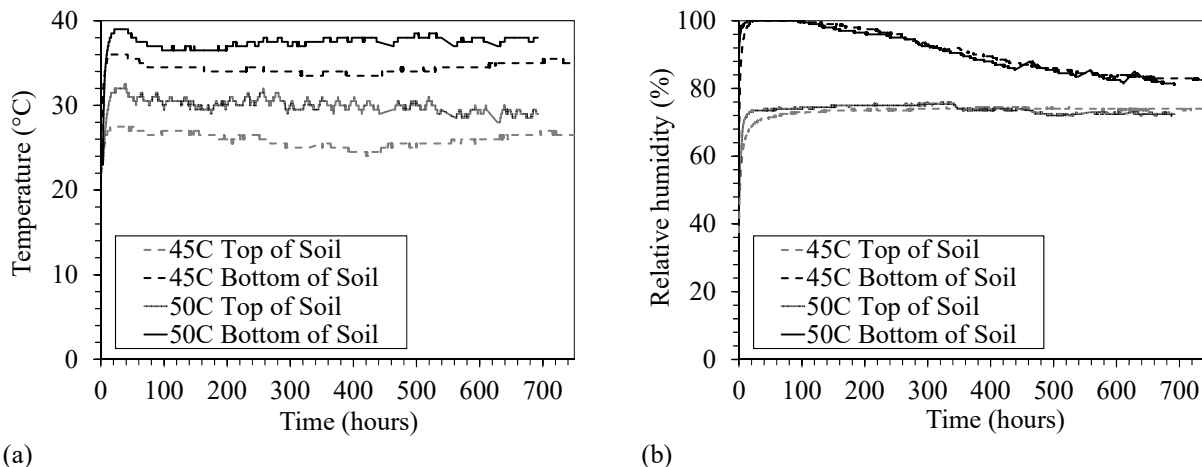 40
30
20
10
0
Temperature (°C)
45C Top of Soil
45C Bottom of Soil
50C Top of Soil
50C Bottom of Soil
0 100 200 300 400 500 600 700
Time (hours)
(a)
100
80
60
40
20
0
Relative humidity (%)
45C Top of Soil
45C Bottom of Soil
50C Top of Soil
50C Bottom of Soil
0 100 200 300 400 500 600 700
Time (hours)
(b)